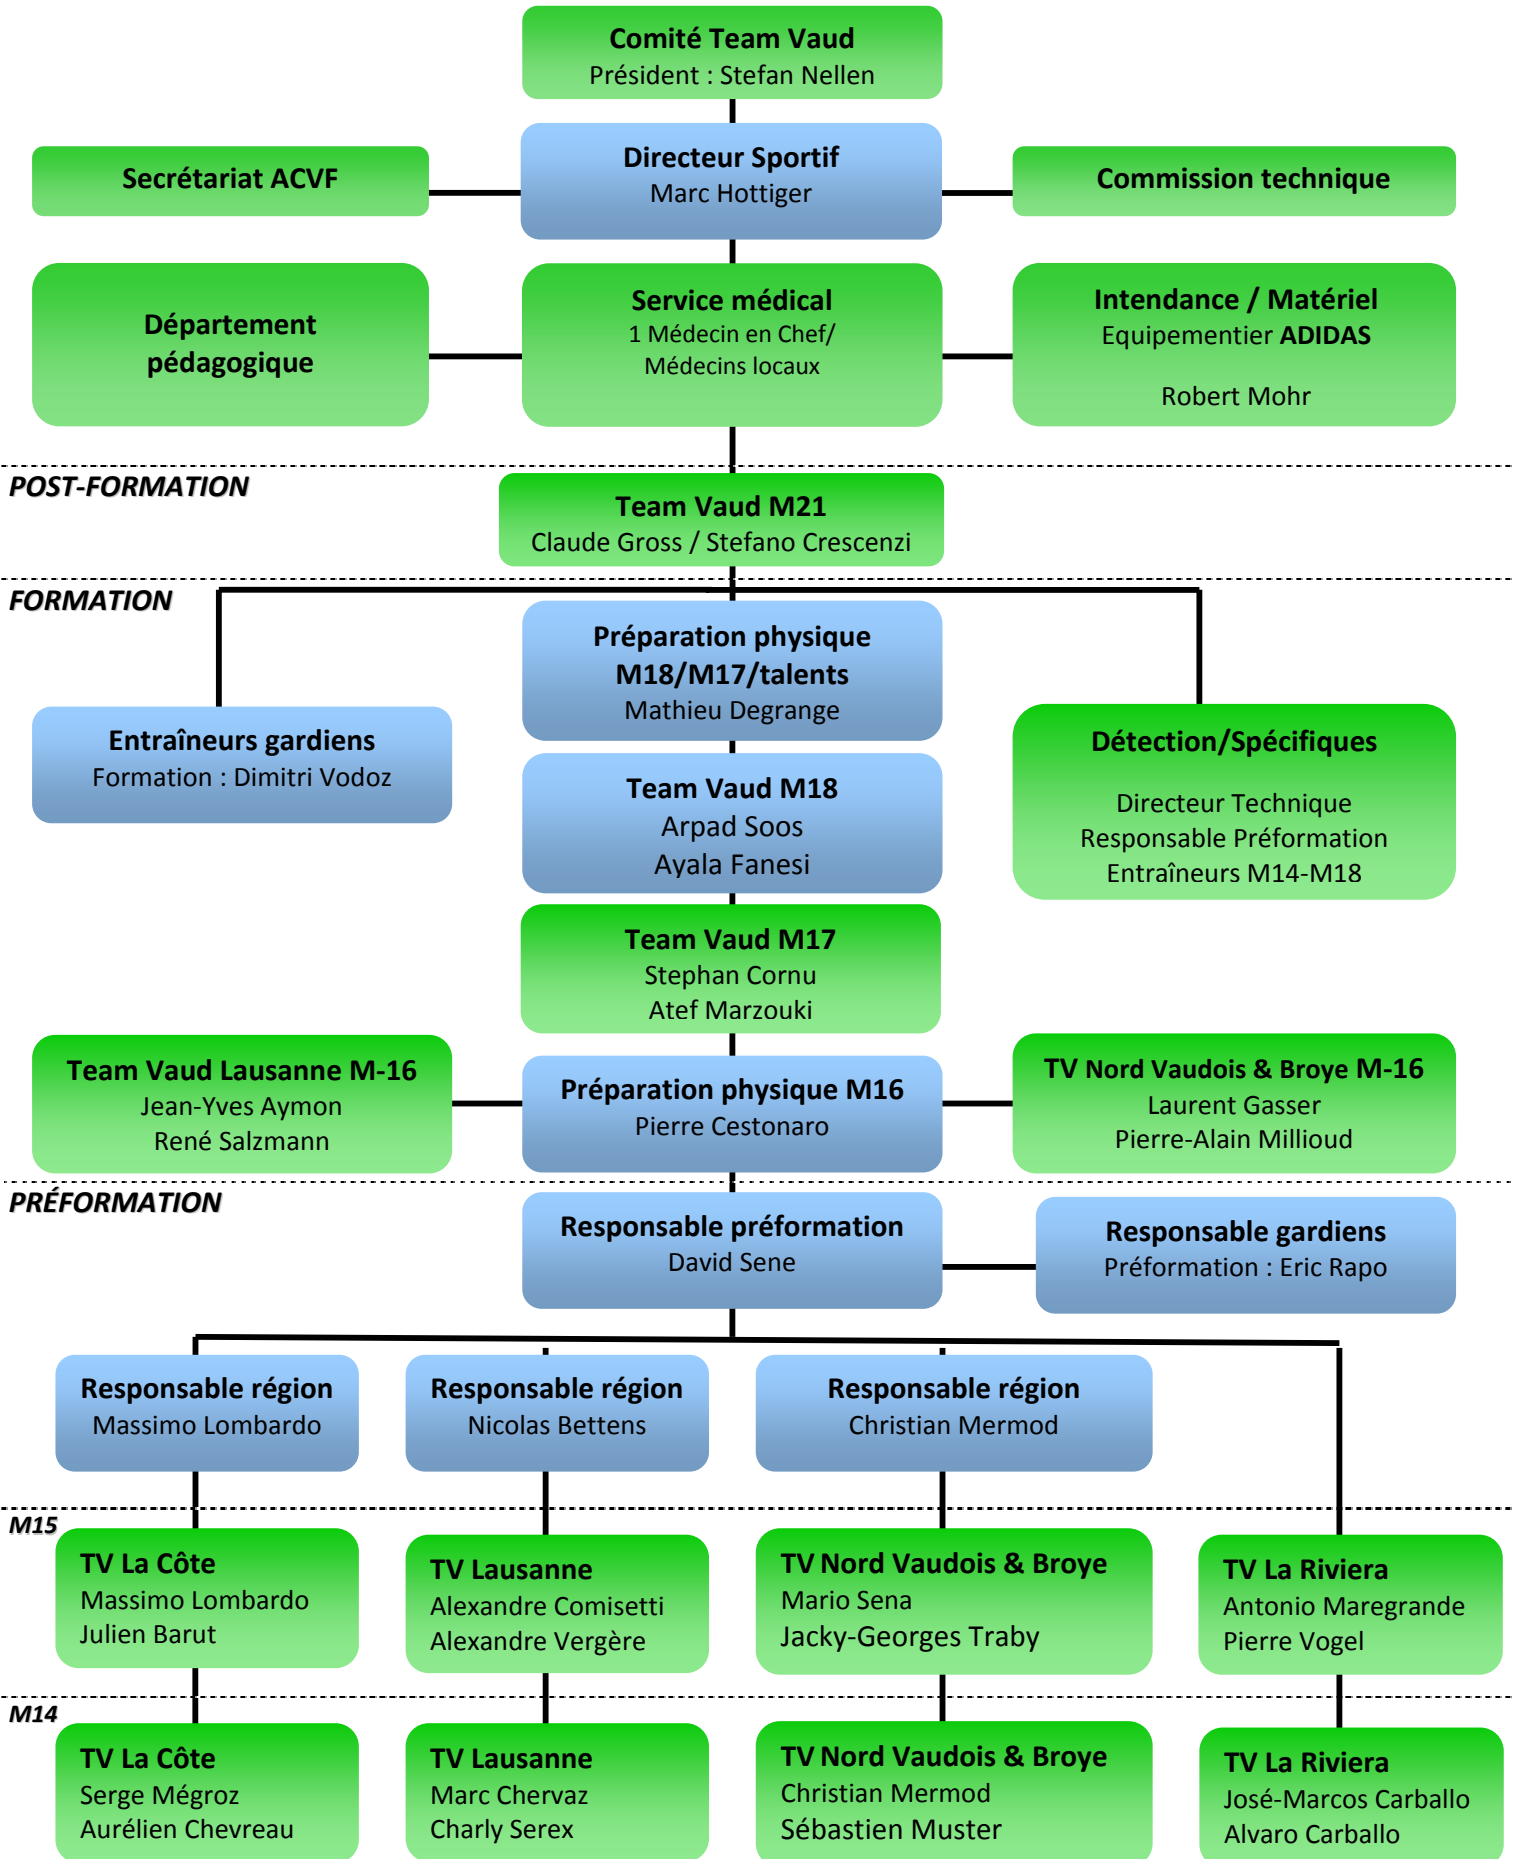 Comité Team Vaud
Président : Stefan Nellen
Directeur Sportif
Marc Hottiger
Secrétariat ACVF
Commission technique
Département
pédagogique
Service médical
1 Médecin en Chef/
Médecins locaux
Intendance / Matériel
Equipementier ADIDAS
Robert Mohr
POST-FORMATION
Team Vaud M21
Claude Gross / Stefano Crescenzi
FORMATION
Préparation physique
M18/M17/talents
Mathieu Degrange
Entraîneurs gardiens
Formation : Dimitri Vodoz
Détection/Spécifiques
Directeur Technique
Responsable Préformation
Entraîneurs M14-M18
Team Vaud M18
Arpad Soos
Ayala Fanesi
Team Vaud M17
Stephan Cornu
Atef Marzouki
Team Vaud Lausanne M-16
Jean-Yves Aymon
René Salzmann
Préparation physique M16
Pierre Cestonaro
TV Nord Vaudois & Broye M-16
Laurent Gasser
Pierre-Alain Millioud
PRÉFORMATION
Responsable préformation
David Sene
Responsable gardiens
Préformation : Eric Rapo
Responsable région
Massimo Lombardo
Responsable région
Nicolas Bettens
Responsable région
Christian Mermod
M15
TV La Côte
Massimo Lombardo
Julien Barut
TV Lausanne
Alexandre Comisetti
Alexandre Vergère
TV Nord Vaudois & Broye
Mario Sena
Jacky-Georges Traby
TV La Riviera
Antonio Maregrande
Pierre Vogel
M14
TV La Côte
Serge Mégroz
Aurélien Chevreau
TV Lausanne
Marc Chervaz
Charly Serex
TV Nord Vaudois & Broye
Christian Mermod
Sébastien Muster
TV La Riviera
José-Marcos Carballo
Alvaro Carballo